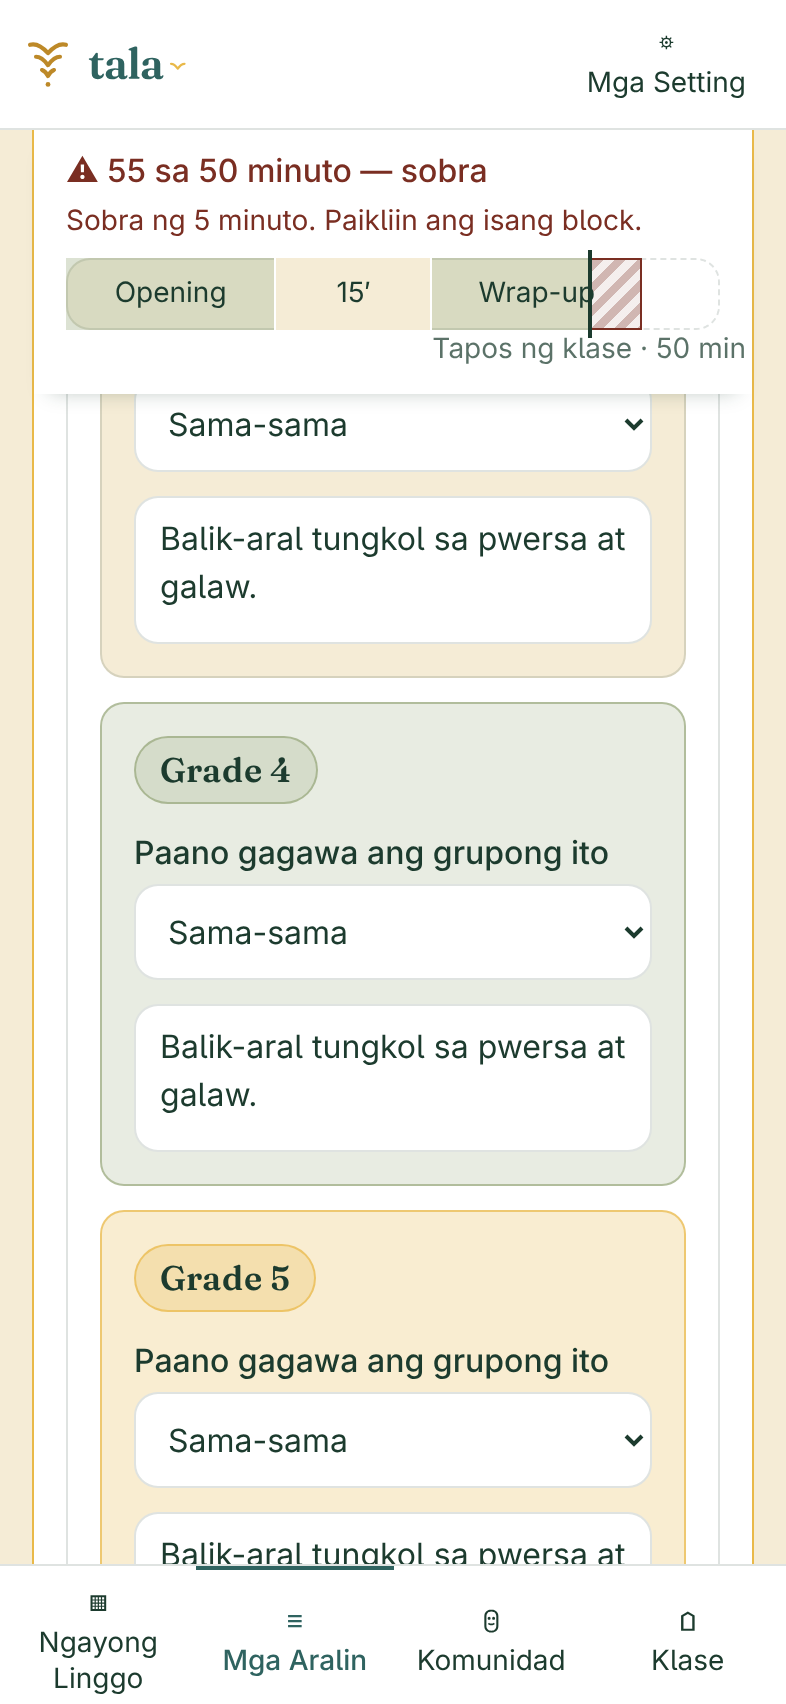 tala
Mga Setting
55 sa 50 minuto — sobra
Sobra ng 5 minuto. Paikliin ang isang block.
Opening
15′
Wrap-up
Tapos ng klase · 50 min
Sama-sama
Balik-aral tungkol sa pwersa at
galaw.
Grade 4
Paano gagawa ang grupong ito
Sama-sama
Balik-aral tungkol sa pwersa at
galaw.
Grade 5
Paano gagawa ang grupong ito
Sama-sama
Balik-aral tungkol sa pwersa at
Ngayong
Linggo
Mga Aralin
Komunidad
Klase